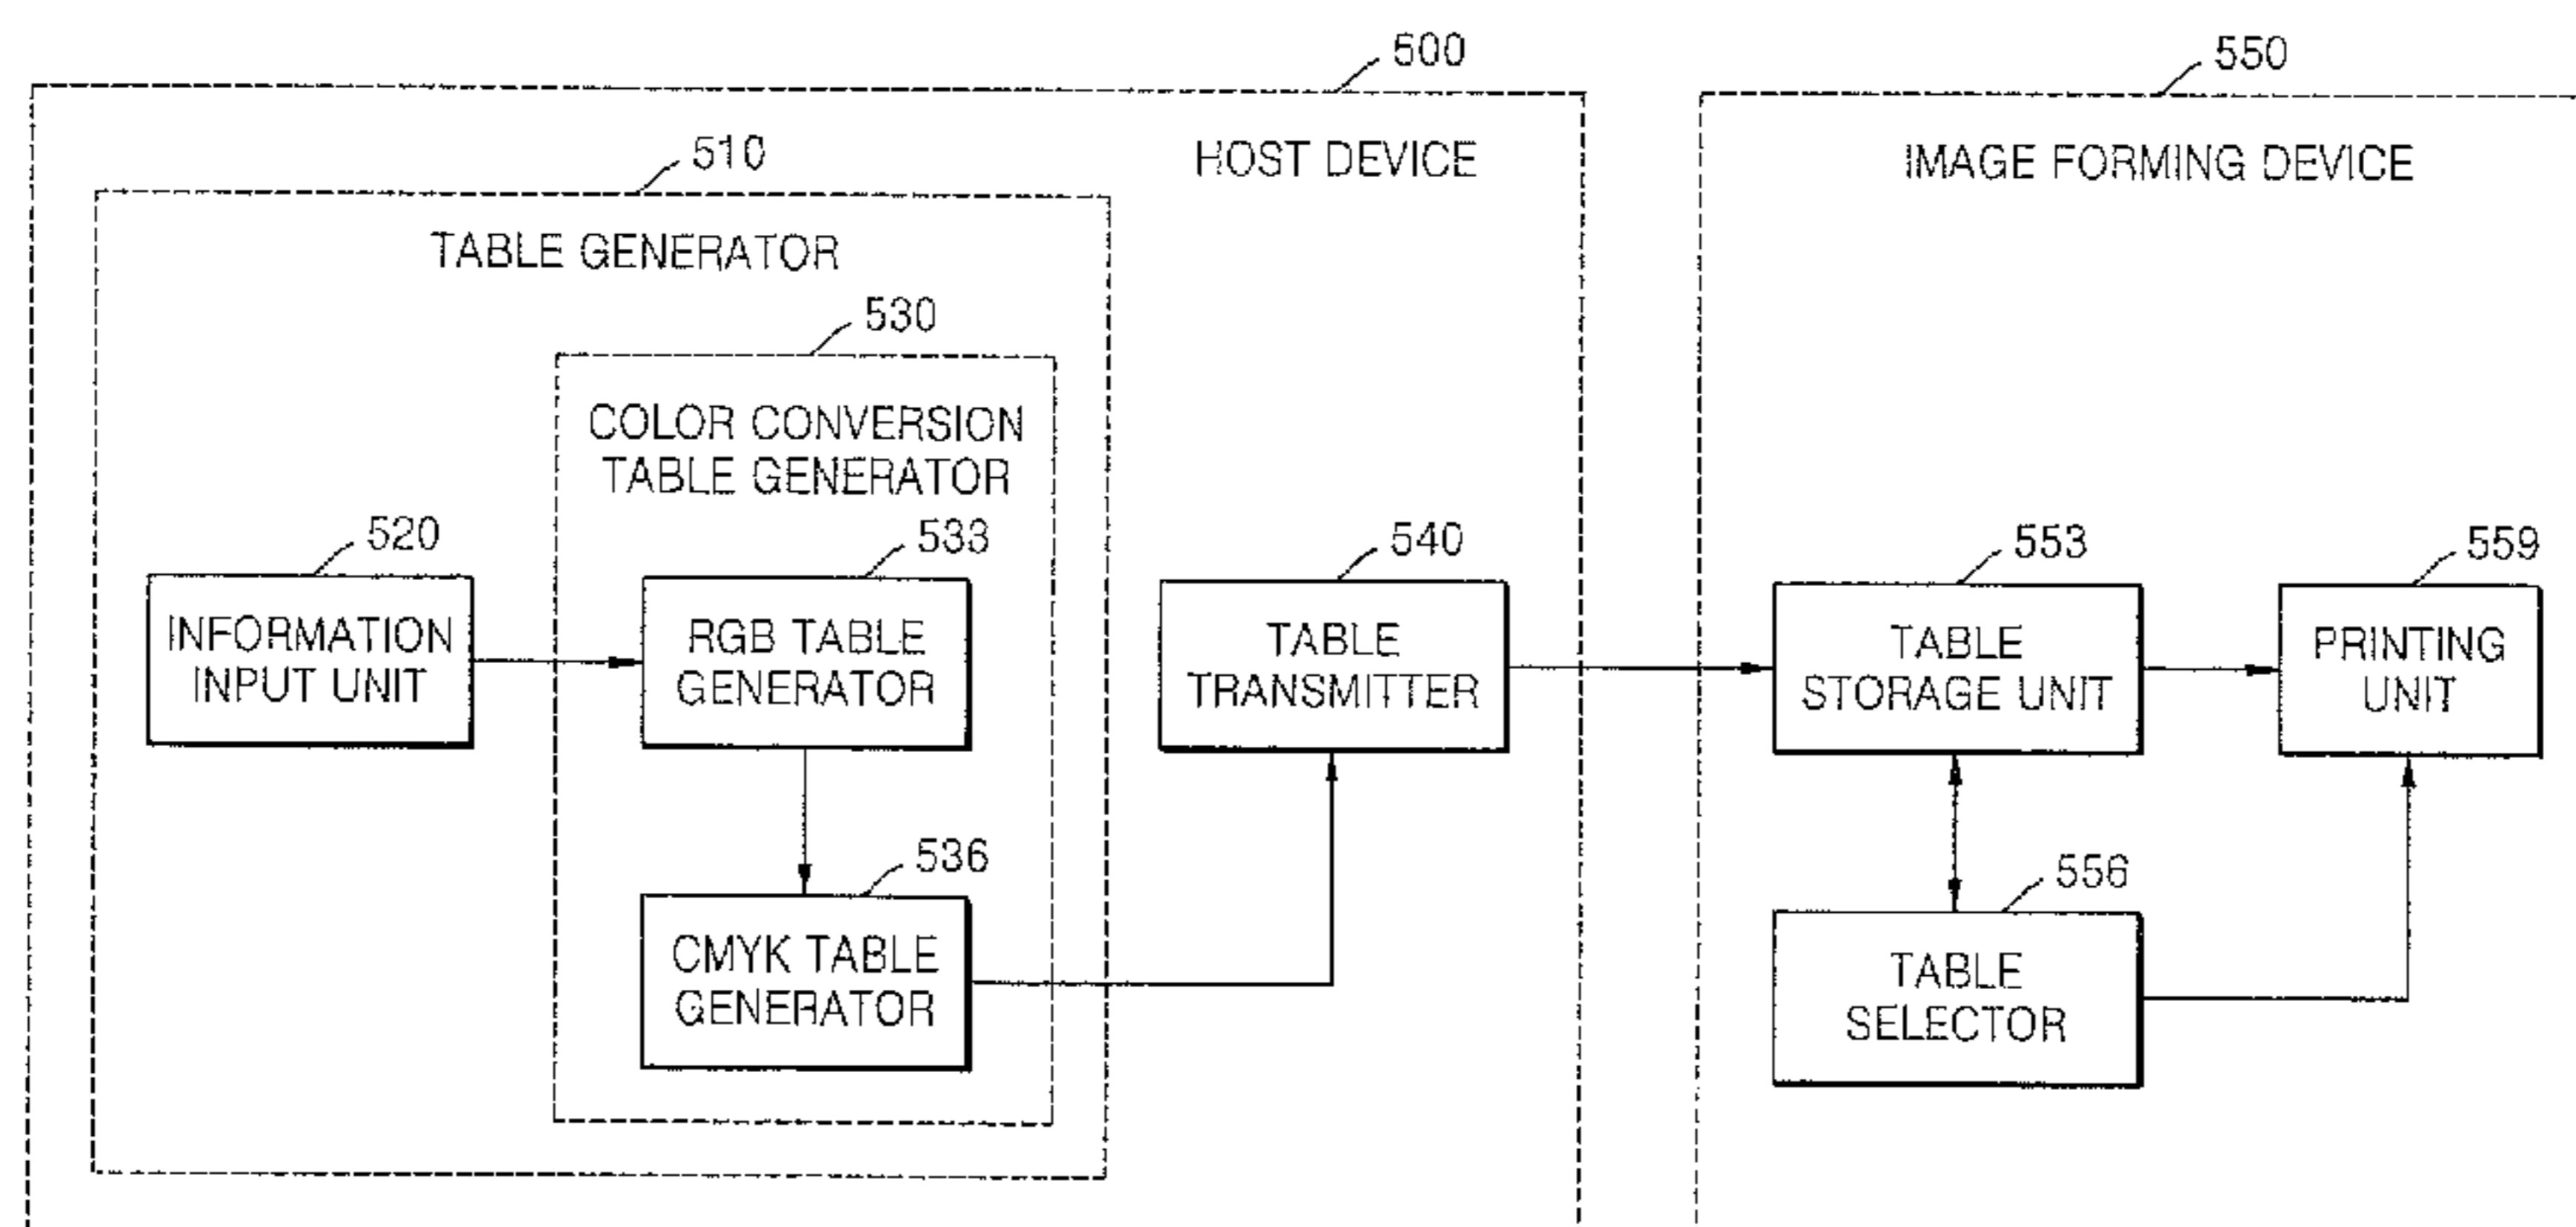 500
550
510
HOST DEVICE
IMAGE FORMING DEVICE
TABLE GENERATOR
530
COLOR CONVERSION
TABLE GENERATOR
520
533
540
553
559
INFORMATION
INPUT UNIT
RGB TABLE
GENERATOR
TABLE
TRANSMITTER
TABLE
STORAGE UNIT
PRINTING
UNIT
536
556
CMYK TABLE
GENERATOR
TABLE
SELECTOR